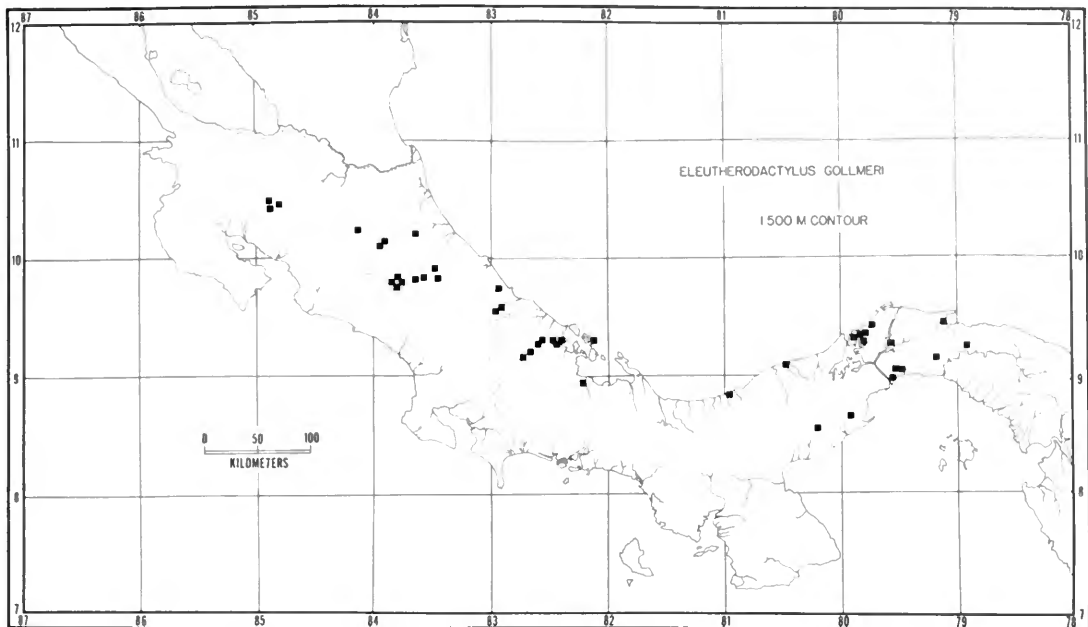 87 86 85 84 83 82 81 80 79 78
12 12
11 11
ELEUTHERODACTYLUS GOLLMERI
1500 M CONTOUR
10 10
9 9
0 50 100
KILOMETERS
8 8
7 7
86 85 84 83 82 81 80 79 78